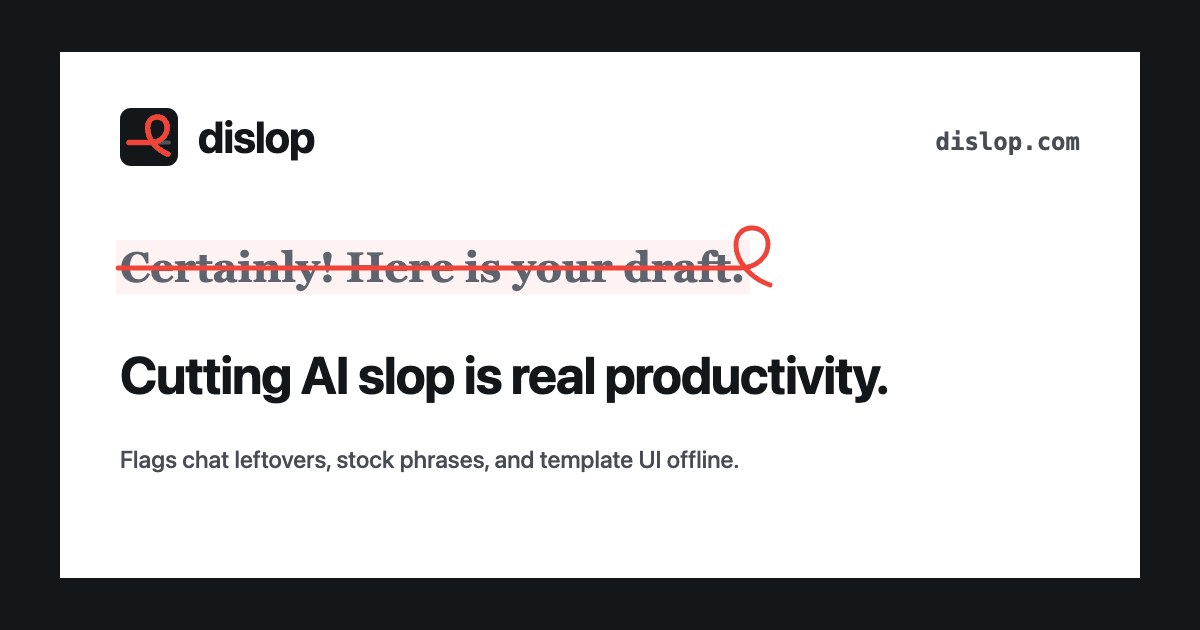 dislop
dislop.com
Certainly! Here is your draft.
Cutting AI slop is real productivity.
Flags chat leftovers, stock phrases, and template UI offline.